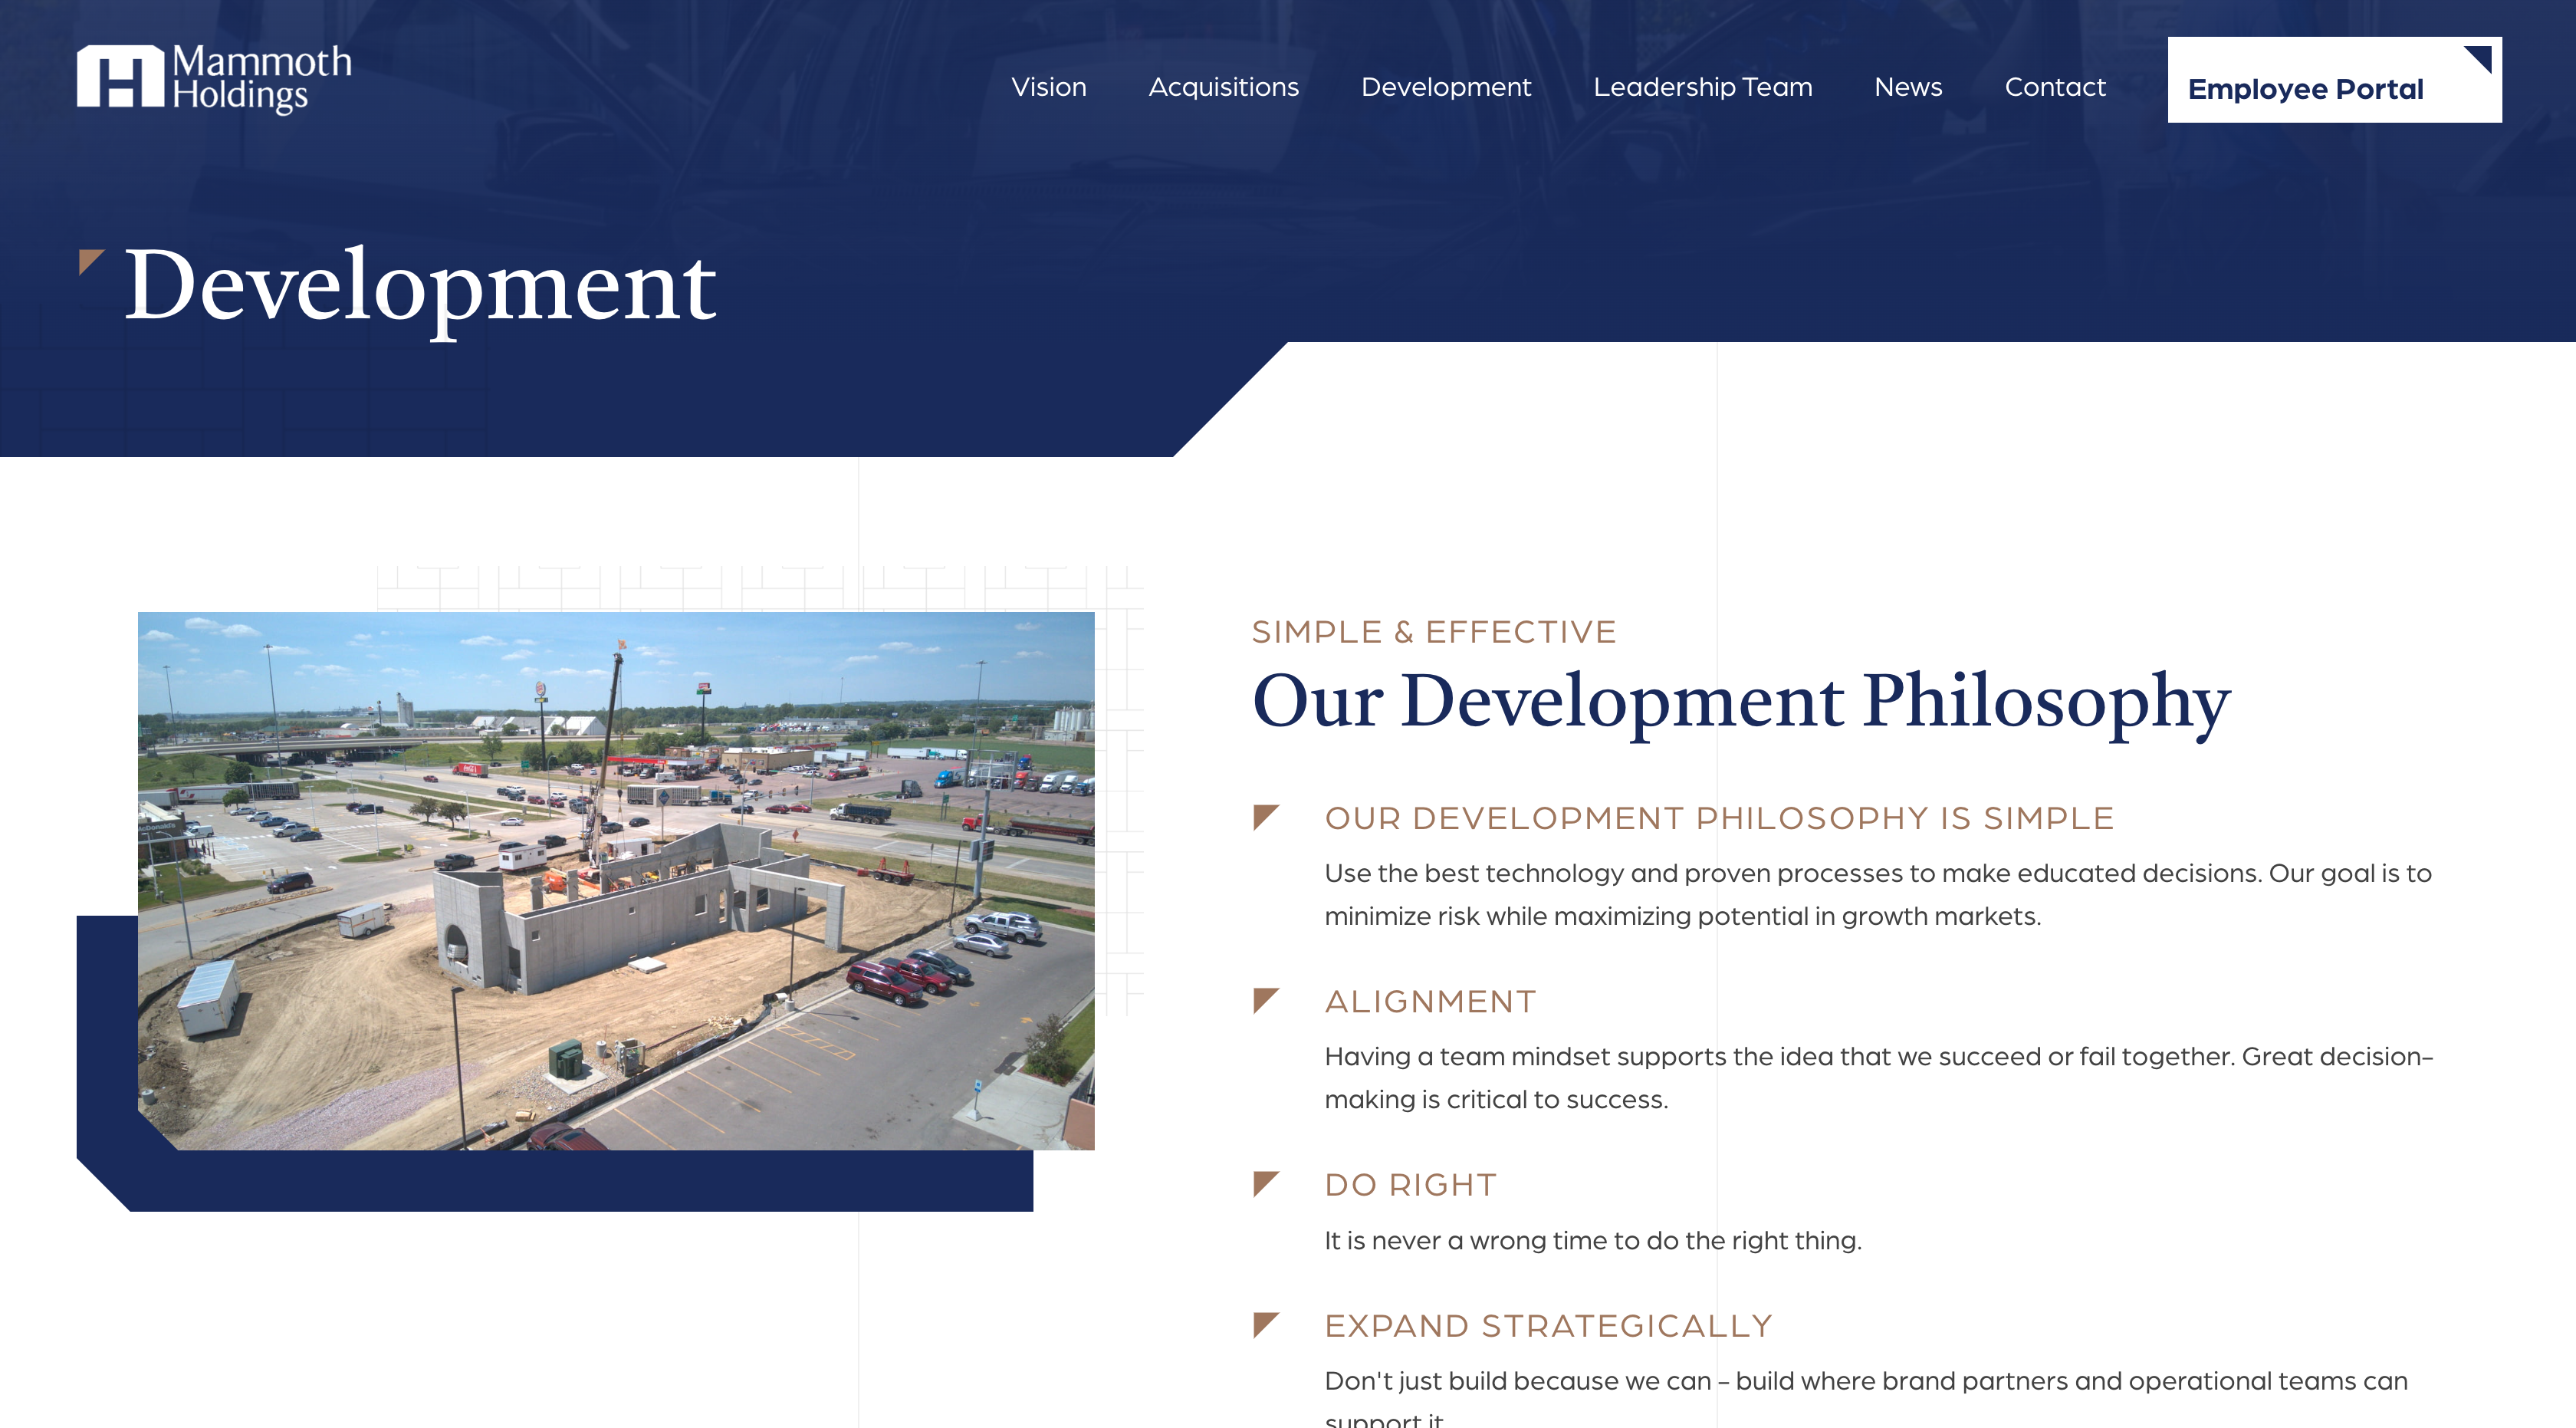 Mammoth
Holdings
Vision
Acquisitions
Development
Leadership Team
News
Contact
Employee Portal
Development
McDonald's
SIMPLE & EFFECTIVE
Our Development Philosophy
OUR DEVELOPMENT PHILOSOPHY IS SIMPLE
Use the best technology and proven processes to make educated decisions. Our goal is to
minimize risk while maximizing potential in growth markets.
ALIGNMENT
Having a team mindset supports the idea that we succeed or fail together. Great decision-
making is critical to success.
DO RIGHT
It is never a wrong time to do the right thing.
EXPAND STRATEGICALLY
Don't just build because we can - build where brand partners and operational teams can
support it